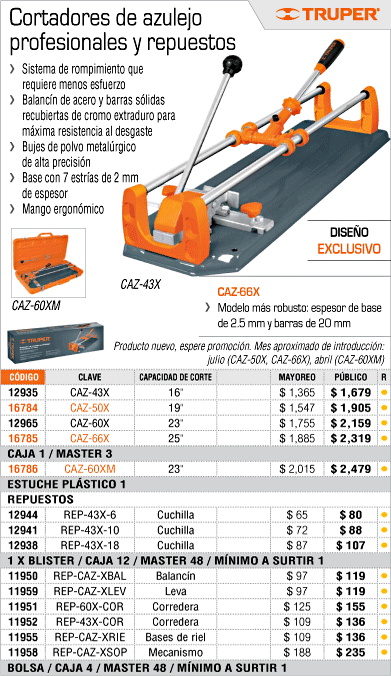 Cortadores de azulejo
profesionales y repuestos
TRUPER®
❯ Sistema de rompimiento que
requiere menos esfuerzo
❯ Balancín de acero y barras sólidas
recubiertas de cromo extraduro para
máxima resistencia al desgaste
❯ Bujes de polvo metalúrgico
de alta precisión
❯ Base con 7 estrías de 2 mm
de espesor
❯ Mango ergonómico
DISEÑO
EXCLUSIVO
CAZ-43X
CAZ-60XM
CAZ-66X
❯ Modelo más robusto: espesor de base
de 2.5 mm y barras de 20 mm
TRUPER
Producto nuevo, espere promoción. Mes aproximado de introducción:
julio (CAZ-50X, CAZ-66X), abril (CAZ-60XM)
CÓDIGO CLAVE CAPACIDAD DE CORTE MAYOREO PÚBLICO R
12935 CAZ-43X 16" $ 1,365 $ 1,679
16784 CAZ-50X 19" $ 1,547 $ 1,905
12965 CAZ-60X 23" $ 1,755 $ 2,159
16785 CAZ-66X 25" $ 1,885 $ 2,319
CAJA 1 / MASTER 3
16786 CAZ-60XM 23" $ 2,015 $ 2,479
ESTUCHE PLÁSTICO 1
REPUESTOS
12944 REP-43X-6 Cuchilla $ 65 $ 80
12941 REP-43X-10 Cuchilla $ 72 $ 88
12938 REP-43X-18 Cuchilla $ 87 $ 107
1 X BLISTER / CAJA 12 / MASTER 48 / MÍNIMO A SURTIR 1
11950 REP-CAZ-XBAL Balancín $ 97 $ 119
11959 REP-CAZ-XLEV Leva $ 97 $ 119
11951 REP-60X-COR Corredera $ 125 $ 155
11952 REP-43X-COR Corredera $ 109 $ 136
11955 REP-CAZ-XRIE Bases de riel $ 109 $ 136
11958 REP-CAZ-XSOP Mecanismo $ 188 $ 235
BOLSA / CAJA 4 / MASTER 48 / MÍNIMO A SURTIR 1